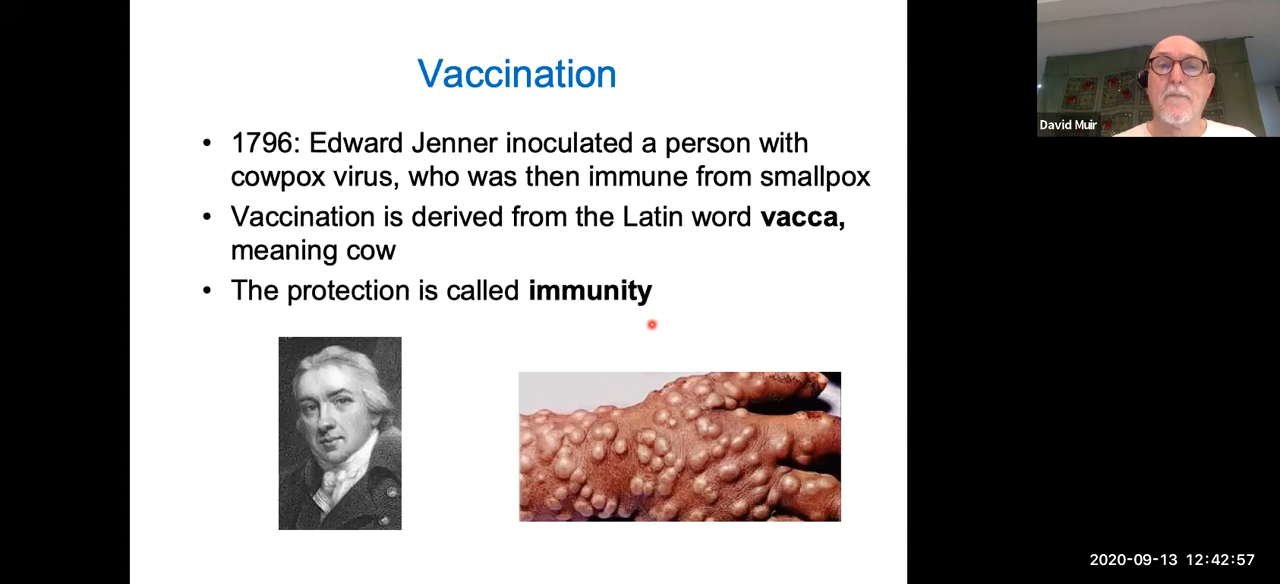 Vaccination
• 1796: Edward Jenner inoculated a person with
cowpox virus, who was then immune from smallpox
• Vaccination is derived from the Latin word vacca,
meaning cow
• The protection is called immunity
David Muir
2020-09-13 12:42:57